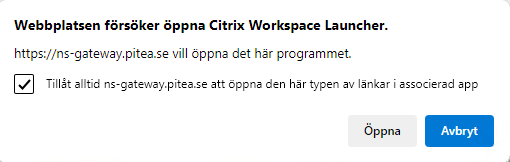 Webbplatsen försöker öppna Citrix Workspace Launcher.
https://ns-gateway.pitea.se vill öppna det här programmet.
Tillåt alltid ns-gateway.pitea.se att öppna den här typen av länkar i associerad app
Öppna
Avbryt